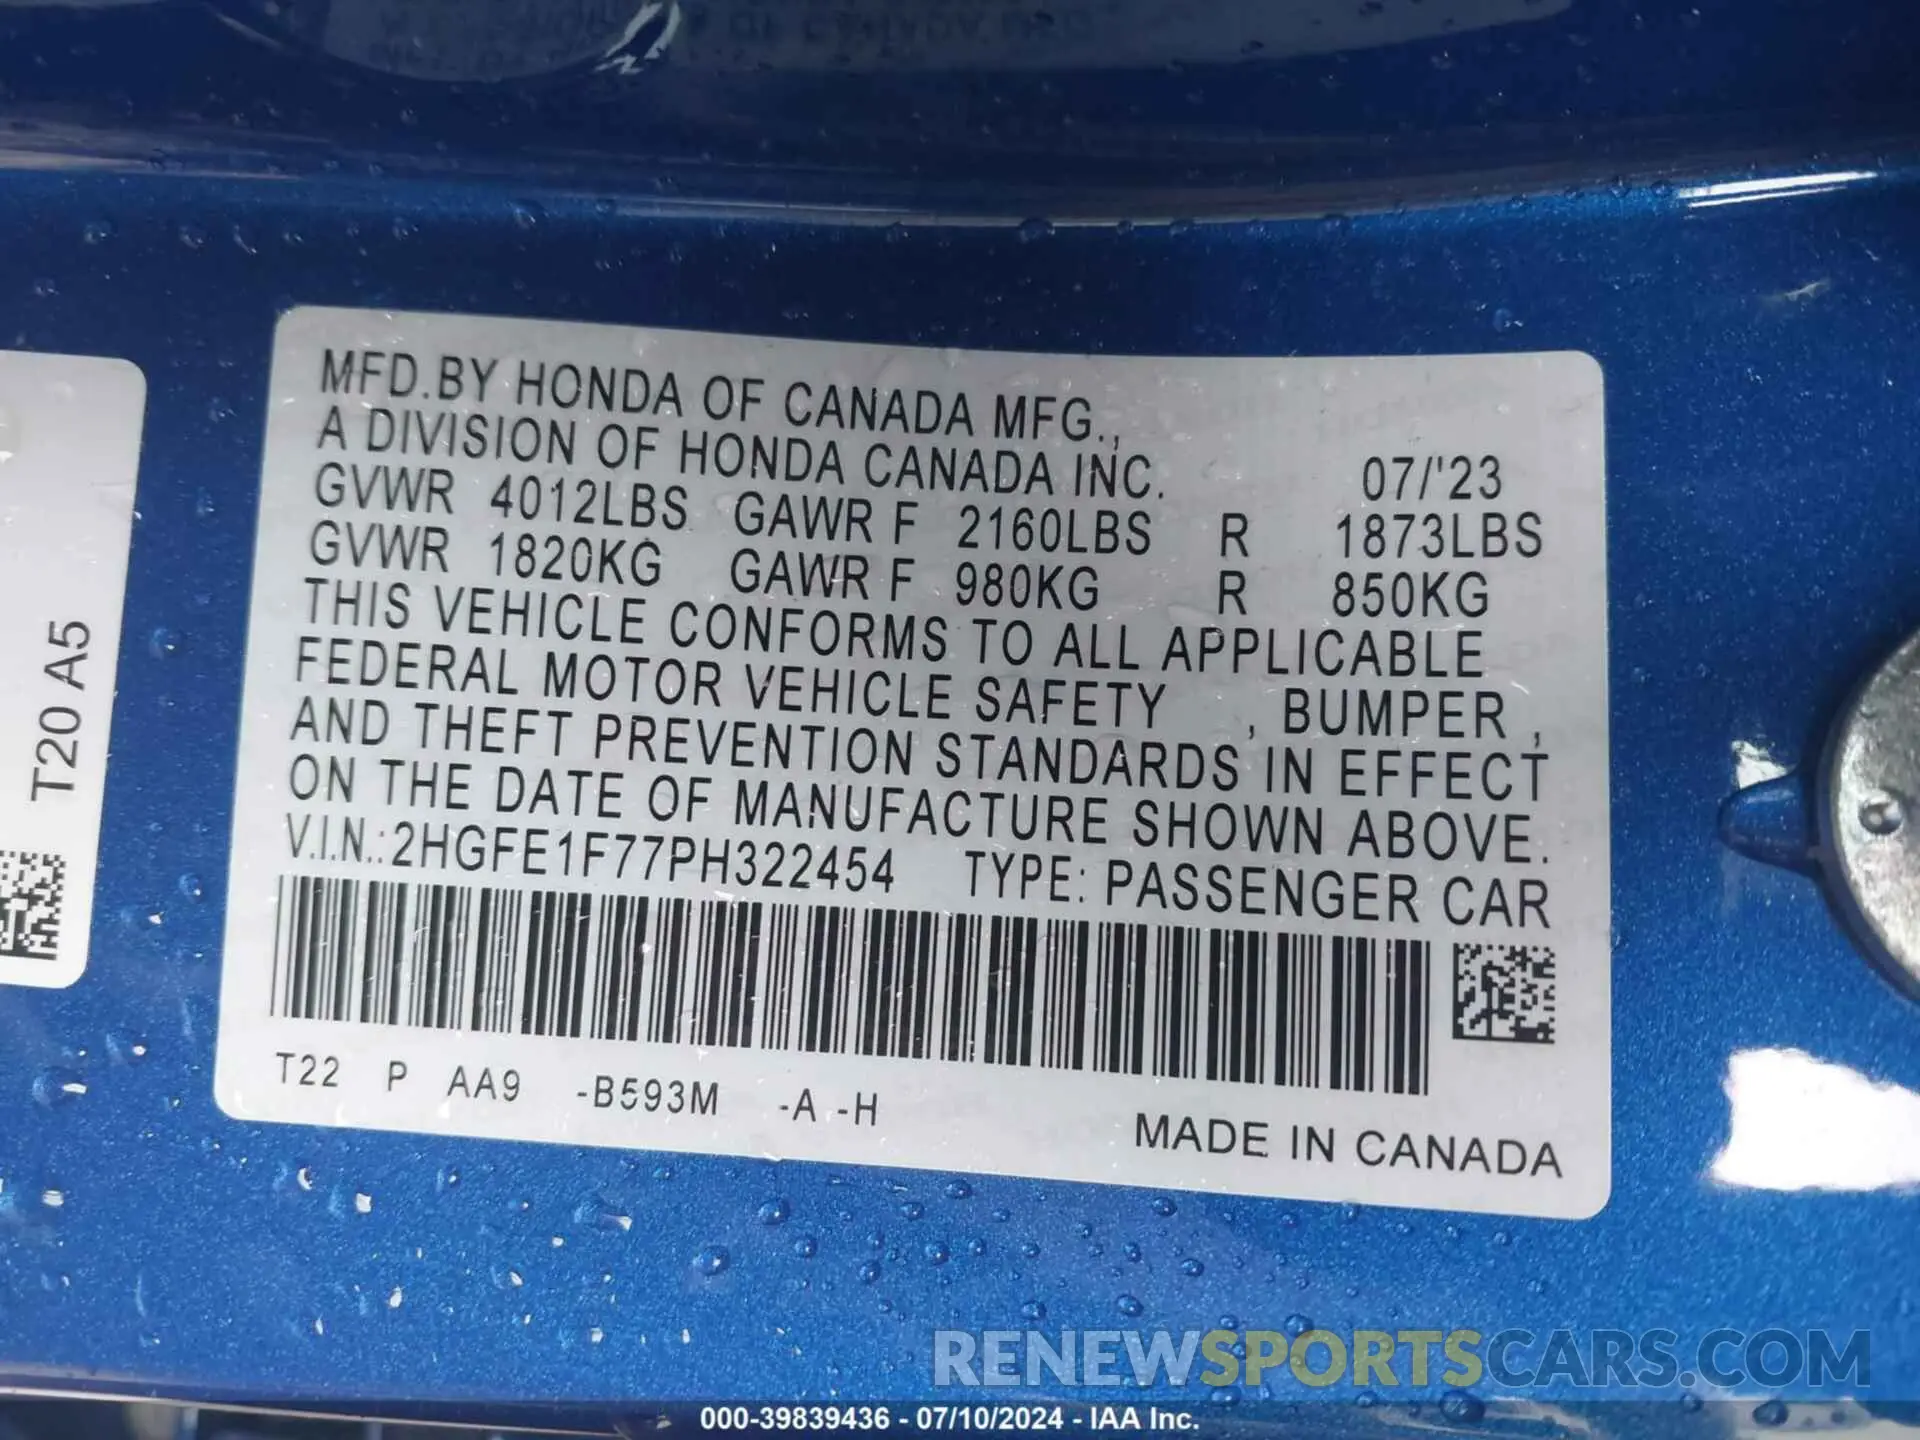 MFD.BY HONDA OF CANADA MFG.,
A DIVISION OF HONDA CANADA INC. 07/'23
GVWR 4012LBS GAWR F 2160LBS R 1873LBS
GVWR 1820KG GAWR F 980KG R 850KG
THIS VEHICLE CONFORMS TO ALL APPLICABLE
FEDERAL MOTOR VEHICLE SAFETY , BUMPER ,
AND THEFT PREVENTION STANDARDS IN EFFECT
ON THE DATE OF MANUFACTURE SHOWN ABOVE.
V.I.N.: 2HGFE1F77PH322454 TYPE: PASSENGER CAR
T22 P AA9 -B593M -A -H
MADE IN CANADA
T20 A5
RENEWSPORTSCARS.COM
000-39839436 - 07/10/2024 - IAA Inc.